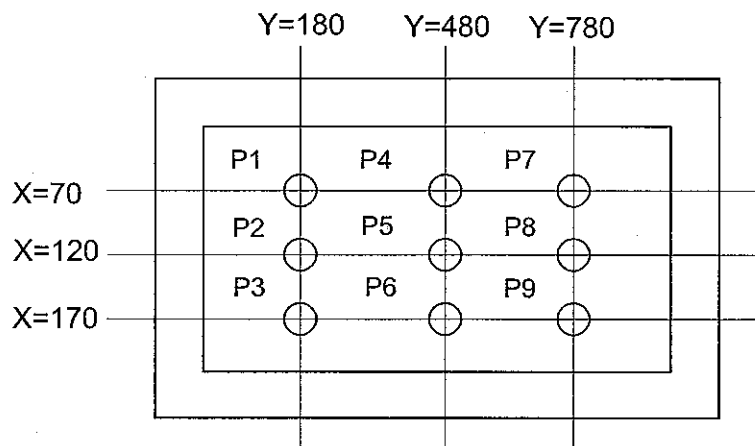 Y=180 Y=480 Y=780
P1 P4 P7
X=70
P2 P5 P8
X=120
P3 P6 P9
X=170